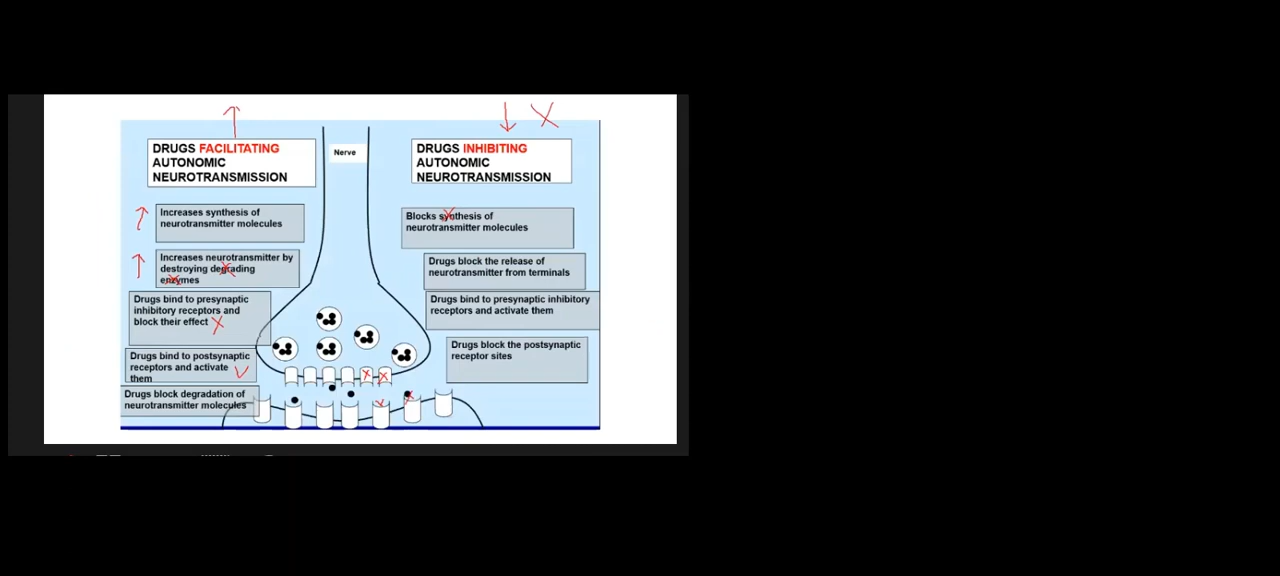 DRUGS FACILITATING
AUTONOMIC
NEUROTRANSMISSION
Increases synthesis of
neurotransmitter molecules
Increases neurotransmitter by
destroying degrading
enzymes
Drugs bind to presynaptic
inhibitory receptors and
block their effect
Drugs bind to postsynaptic
receptors and activate
them
Drugs block degradation of
neurotransmitter molecules
Nerve
DRUGS INHIBITING
AUTONOMIC
NEUROTRANSMISSION
Blocks synthesis of
neurotransmitter molecules
Drugs block the release of
neurotransmitter from terminals
Drugs bind to presynaptic inhibitory
receptors and activate them
Drugs block the postsynaptic
receptor sites